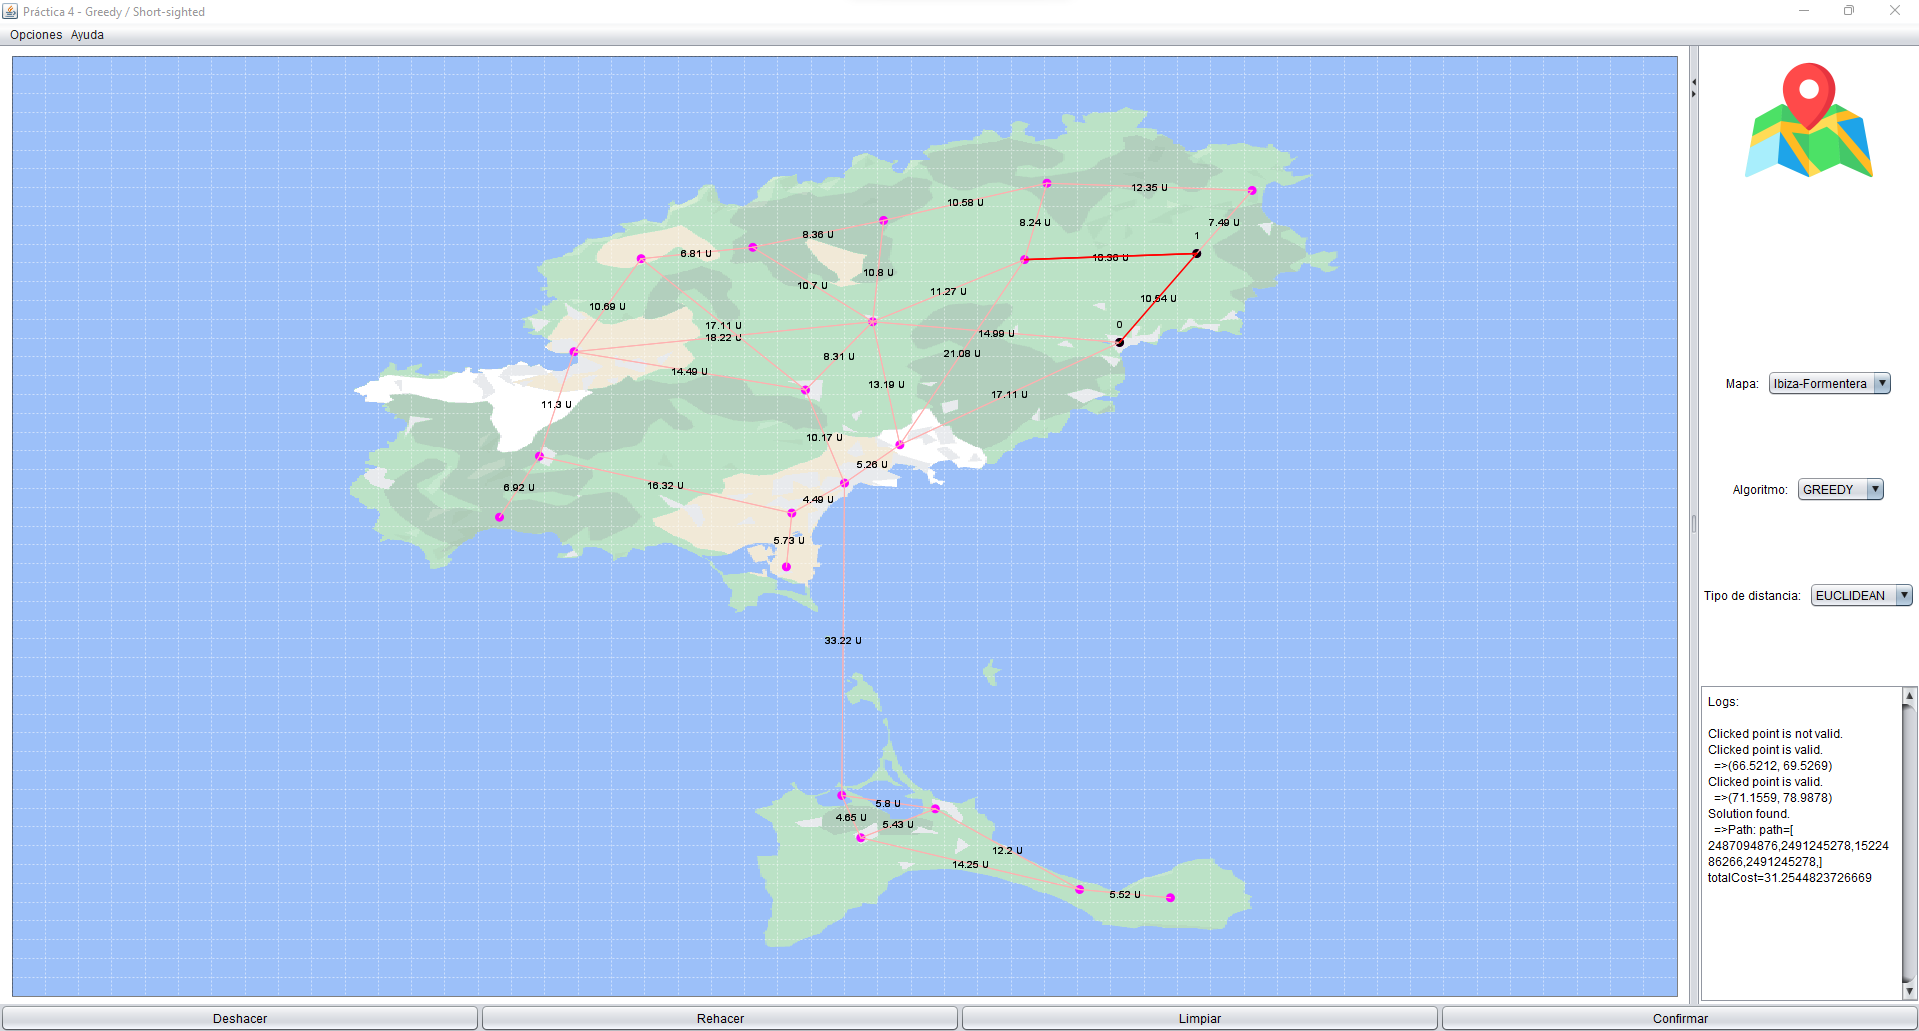 Práctica 4 - Greedy / Short-sighted
Opciones Ayuda
12.35 U
10.58 U
8.24 U
7.49 U
8.36 U
1
6.81 U
10.8 U
10.7 U
11.27 U
10.94 U
10.69 U
0
17.11 U
14.99 U
18.22 U
8.31 U
21.08 U
14.49 U
13.19 U
17.11 U
11.3 U
10.17 U
5.26 U
6.92 U
16.32 U
4.49 U
5.73 U
33.22 U
5.8 U
4.65 U
5.43 U
12.2 U
14.25 U
5.52 U
Mapa: Ibiza-Formentera
Algoritmo: GREEDY
Tipo de distancia: EUCLIDEAN
Logs:
Clicked point is not valid.
Clicked point is valid.
=>(66.5212, 69.5269)
Clicked point is valid.
=>(71.1559, 78.9878)
Solution found.
=>Path: path=[
2487094876,2491245278,15224
86266,2491245278,]
totalCost=31.2544823726669
Deshacer Rehacer Limpiar Confirmar